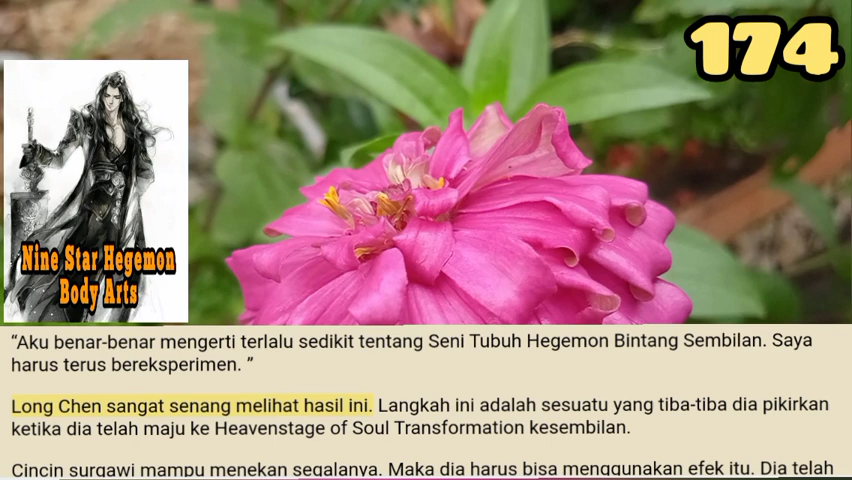 174
Nine Star Hegemon
Body Arts
“Aku benar-benar mengerti terlalu sedikit tentang Seni Tubuh Hegemon Bintang Sembilan. Saya
harus terus bereksperimen. ”
Long Chen sangat senang melihat hasil ini. Langkah ini adalah sesuatu yang tiba-tiba dia pikirkan
ketika dia telah maju ke Heavenstage of Soul Transformation kesembilan.
Cincin surgawi mampu menekan segalanya. Maka dia harus bisa menggunakan efek itu. Dia telah